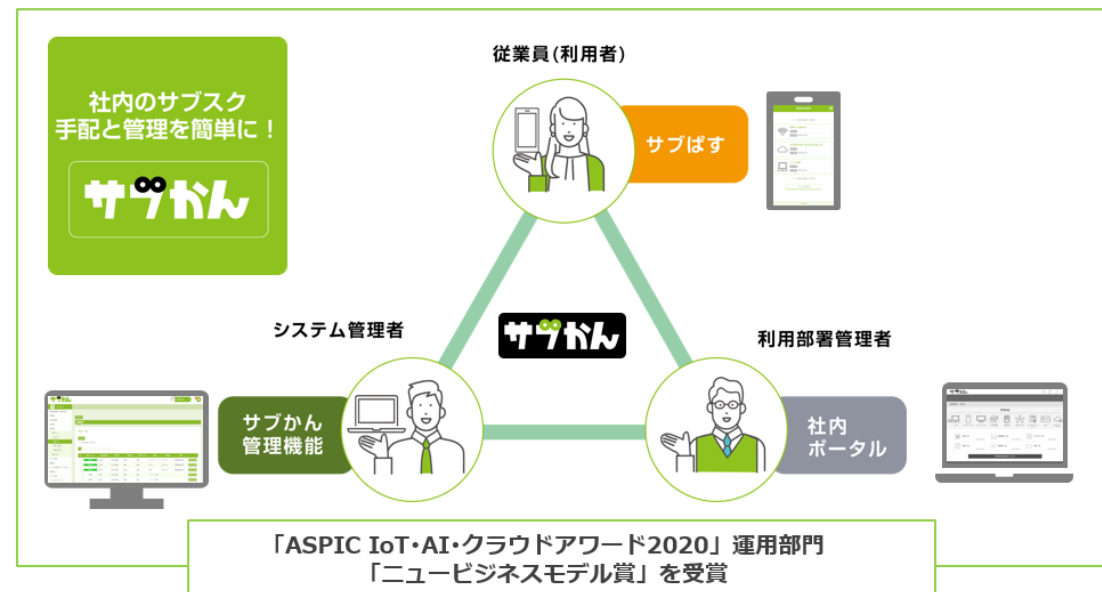 従業員(利用者)
社内のサブスク
手配と管理を簡単に！
サブかん
サブぱす
システム管理者
サブかん
利用部署管理者
サブかん
管理機能
社内
ポータル
「ASPIC IoT・AI・クラウドアワード2020」運用部門
「ニュービジネスモデル賞」を受賞